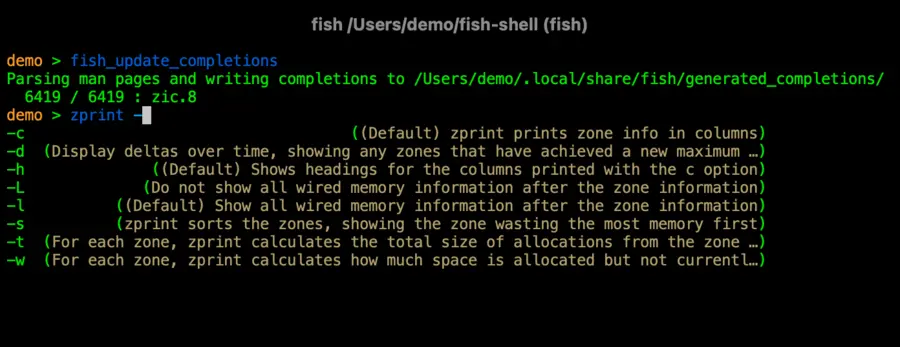 fish /Users/demo/fish-shell (fish)
demo > fish_update_completions
Parsing man pages and writing completions to /Users/demo/.local/share/fish/generated_completions/
6419 / 6419 : zic.8
demo > zprint -
-c ((Default) zprint prints zone info in columns)
-d (Display deltas over time, showing any zones that have achieved a new maximum …)
-h ((Default) Shows headings for the columns printed with the c option)
-L (Do not show all wired memory information after the zone information)
-l ((Default) Show all wired memory information after the zone information)
-s (zprint sorts the zones, showing the zone wasting the most memory first)
-t (For each zone, zprint calculates the total size of allocations from the zone …)
-w (For each zone, zprint calculates how much space is allocated but not currentl…)